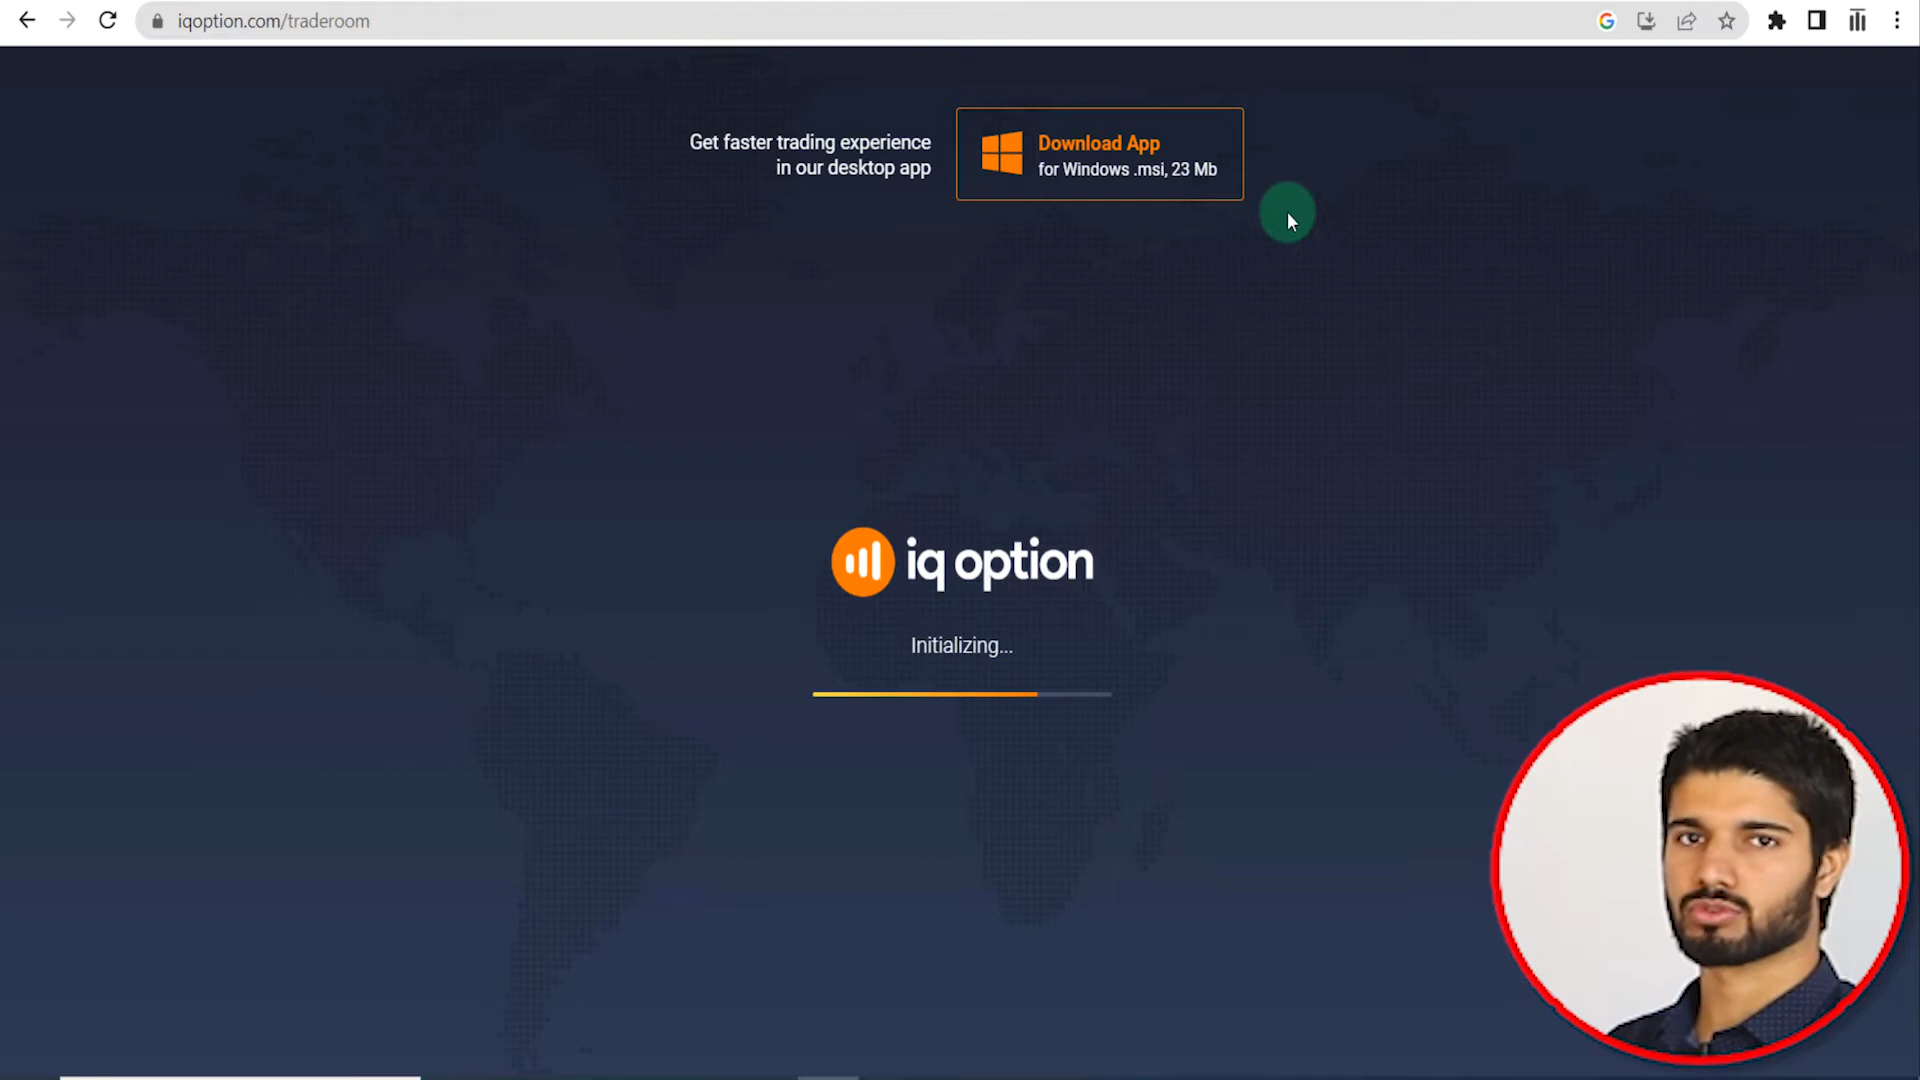 iqoption.com/traderoom
Get faster trading experience
in our desktop app
Download App
for Windows .msi, 23 Mb
iq option
Initializing...